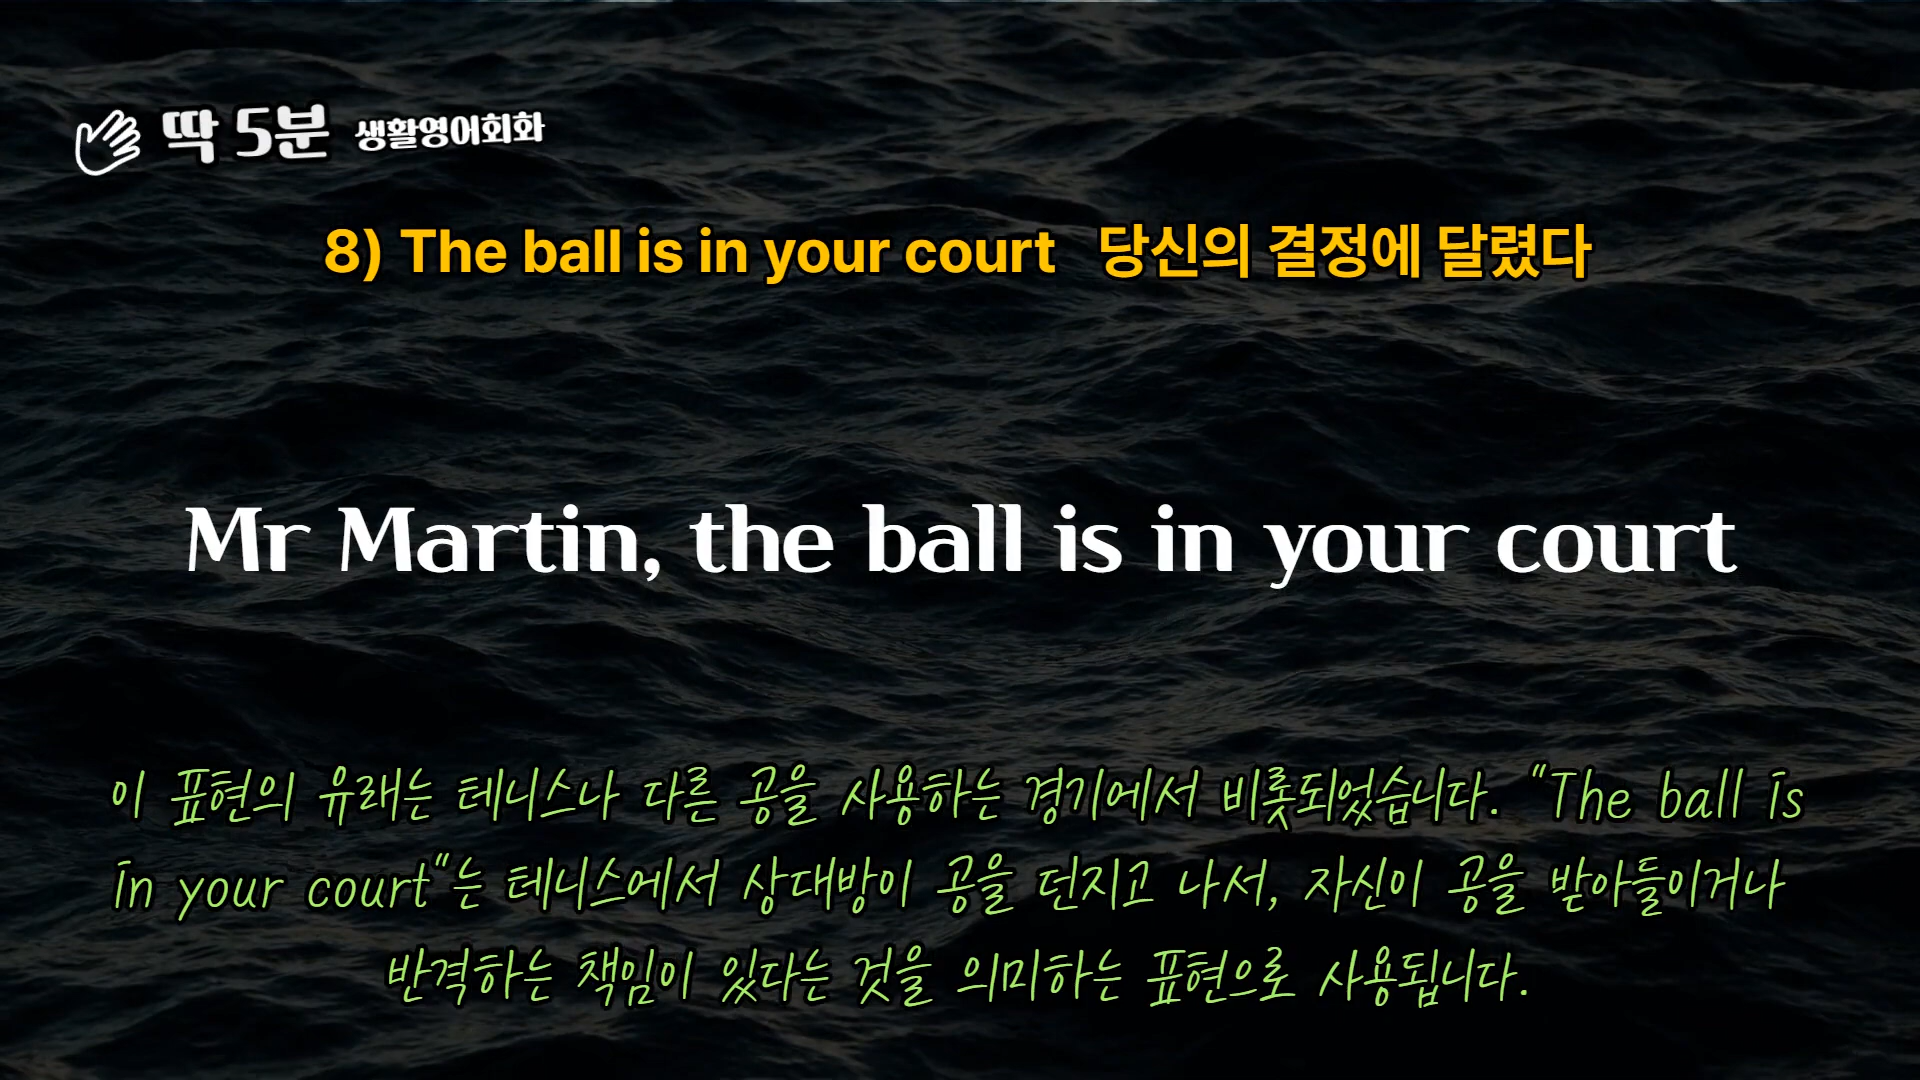 딱 5분 생활영어회화
8) The ball is in your court 당신의 결정에 달렸다
Mr Martin, the ball is in your court
이 표현의 유래는 테니스나 다른 공을 사용하는 경기에서 비롯되었습니다. "The ball is
in your court"는 테니스에서 상대방이 공을 던지고 나서, 자신이 공을 받아들이거나
반격하는 책임이 있다는 것을 의미하는 표현으로 사용됩니다.